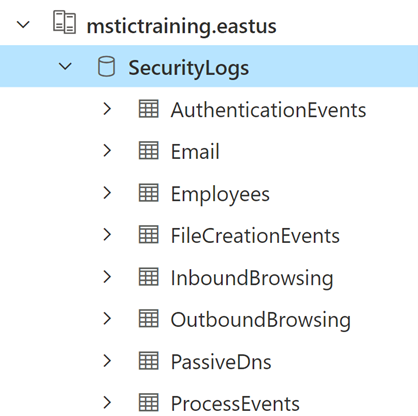 mstictraining.eastus
SecurityLogs
AuthenticationEvents
Email
Employees
FileCreationEvents
InboundBrowsing
OutboundBrowsing
PassiveDns
ProcessEvents